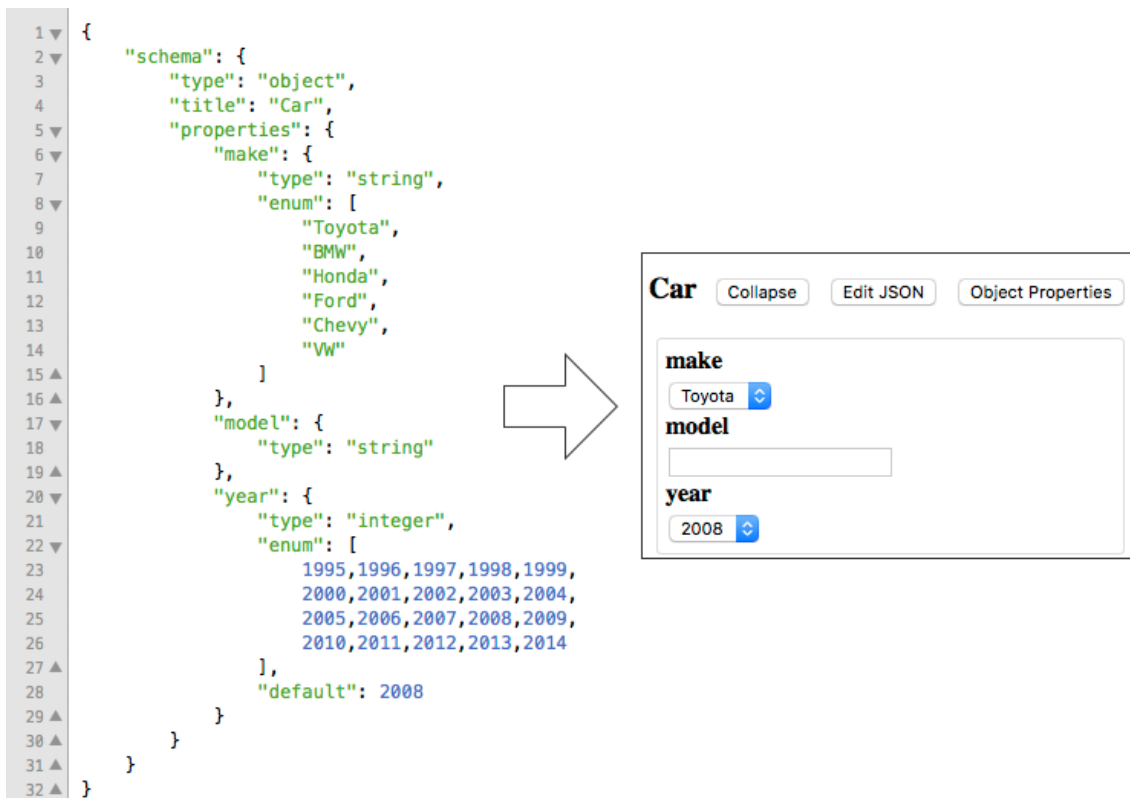 1 {
2     "schema": {
3         "type": "object",
4         "title": "Car",
5         "properties": {
6             "make": {
7                 "type": "string",
8                 "enum": [
9                     "Toyota",
10                     "BMW",
11                     "Honda",
12                     "Ford",
13                     "Chevy",
14                     "VW"
15                 ]
16             },
17             "model": {
18                 "type": "string"
19             },
20             "year": {
21                 "type": "integer",
22                 "enum": [
23                     1995,1996,1997,1998,1999,
24                     2000,2001,2002,2003,2004,
25                     2005,2006,2007,2008,2009,
26                     2010,2011,2012,2013,2014
27                 ],
28                 "default": 2008
29             }
30         }
31     }
32 }
Car Collapse Edit JSON Object Properties
make
Toyota
model
year
2008